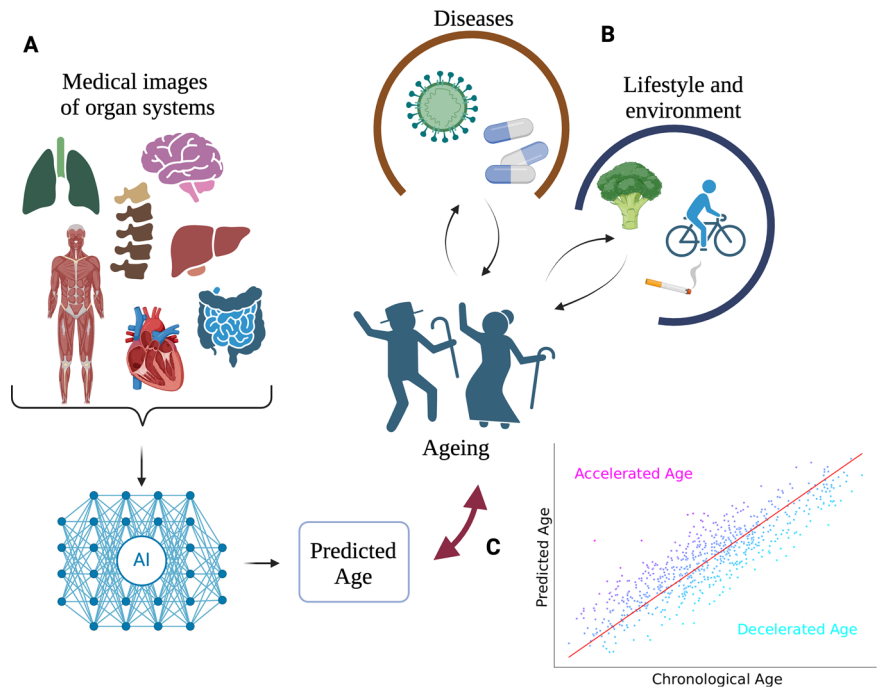 A
Medical images
of organ systems
Diseases
B
Lifestyle and
environment
Ageing
AI
Predicted
Age
C
Accelerated Age
Predicted Age
Decelerated Age
Chronological Age